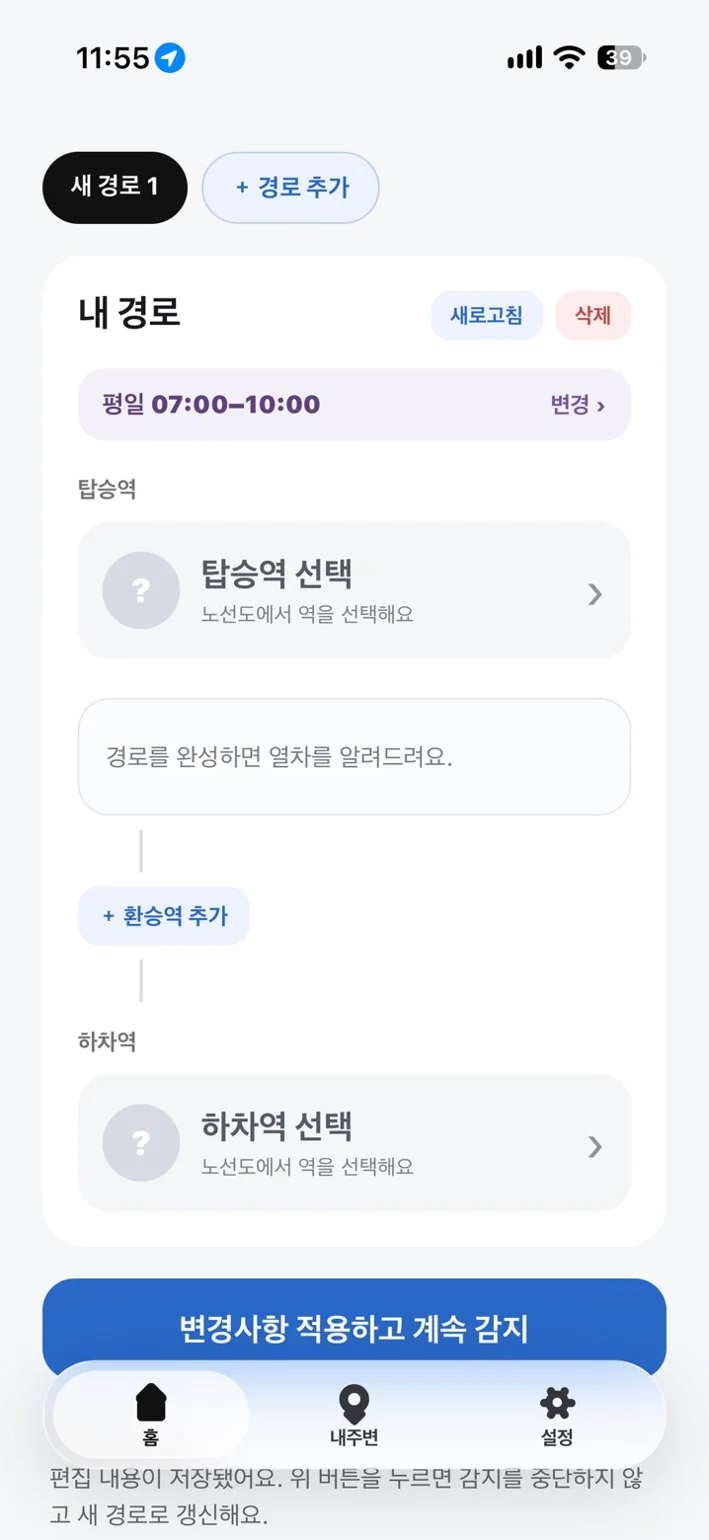 11:55
39
새 경로 1
+ 경로 추가
내 경로
새로고침
삭제
평일 07:00–10:00
변경 ›
탑승역
?
탑승역 선택
노선도에서 역을 선택해요
경로를 완성하면 열차를 알려드려요.
+ 환승역 추가
하차역
?
하차역 선택
노선도에서 역을 선택해요
변경사항 적용하고 계속 감지
홈
내주변
설정
편집 내용이 저장됐어요. 위 버튼을 누르면 감지를 중단하지 않
고 새 경로로 갱신해요.